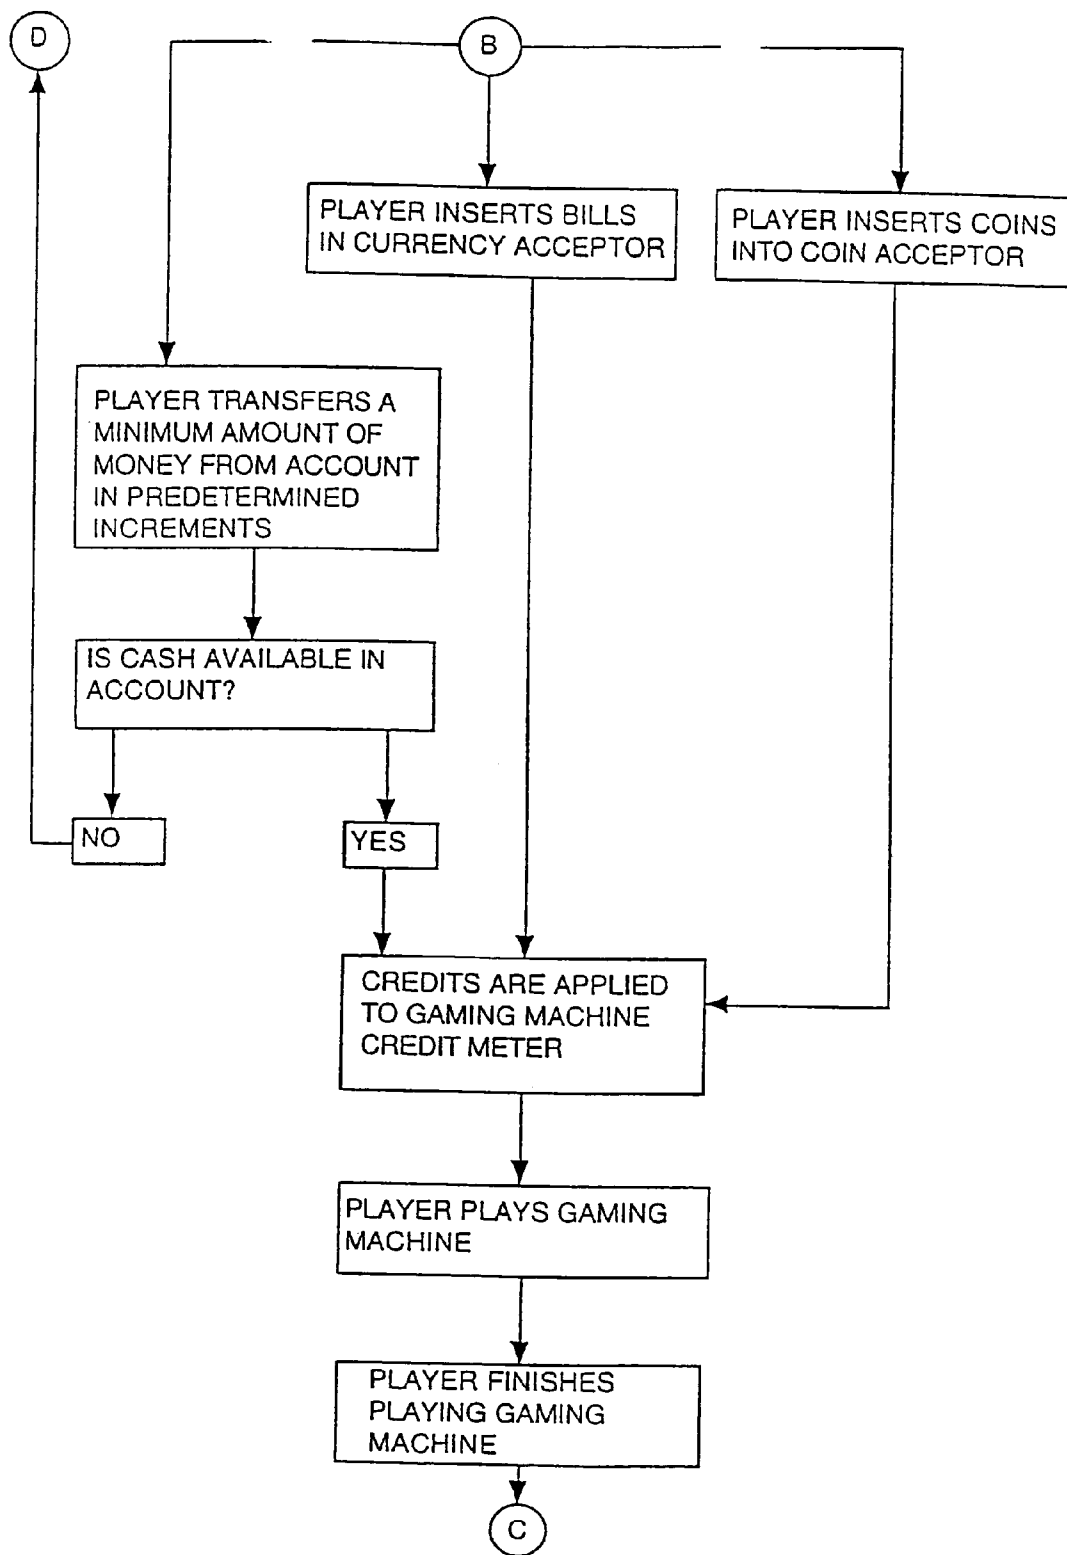 D
B
PLAYER INSERTS BILLS
IN CURRENCY ACCEPTOR
PLAYER INSERTS COINS
INTO COIN ACCEPTOR
PLAYER TRANSFERS A
MINIMUM AMOUNT OF
MONEY FROM ACCOUNT
IN PREDETERMINED
INCREMENTS
IS CASH AVAILABLE IN
ACCOUNT?
NO
YES
CREDITS ARE APPLIED
TO GAMING MACHINE
CREDIT METER
PLAYER PLAYS GAMING
MACHINE
PLAYER FINISHES
PLAYING GAMING
MACHINE
C